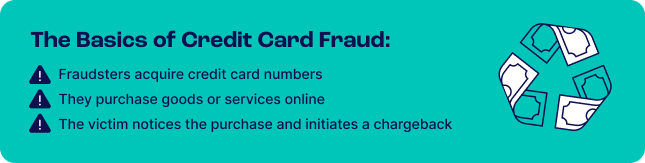 The Basics of Credit Card Fraud:
Fraudsters acquire credit card numbers
They purchase goods or services online
The victim notices the purchase and initiates a chargeback